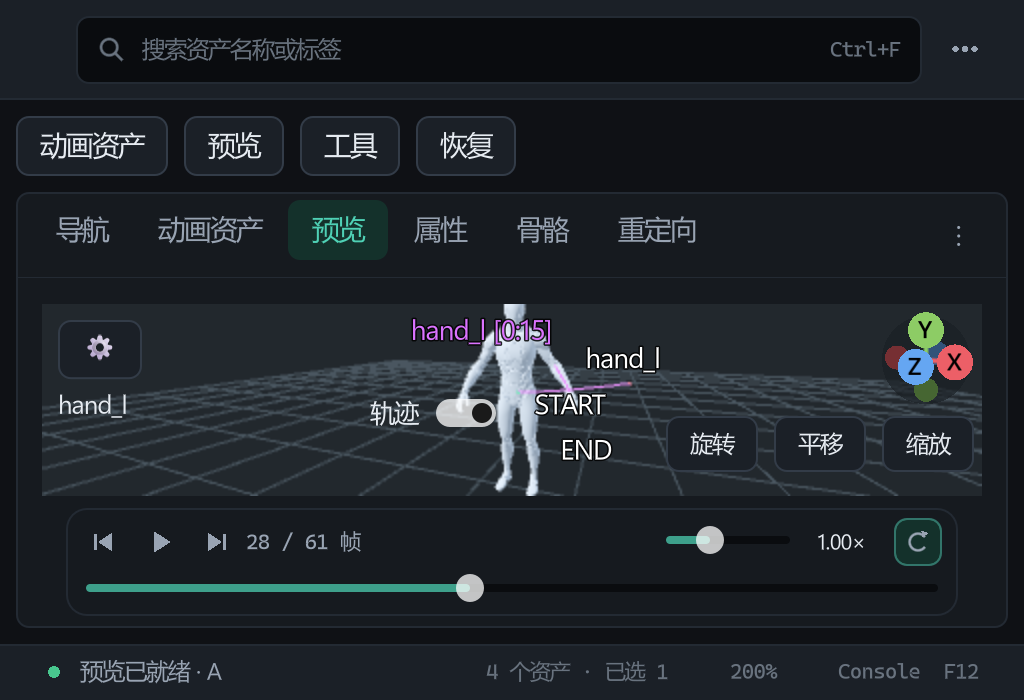 搜索资产名称或标签 Ctrl+F
动画资产 预览 工具 恢复
导航 动画资产 预览 属性 骨骼 重定向
hand_l [0:15]
Y
hand_l
Z X
hand_l 轨迹 START
END 旋转 平移 缩放
28 / 61 帧 1.00×
预览已就绪 · A 4 个资产 · 已选 1 200% Console F12